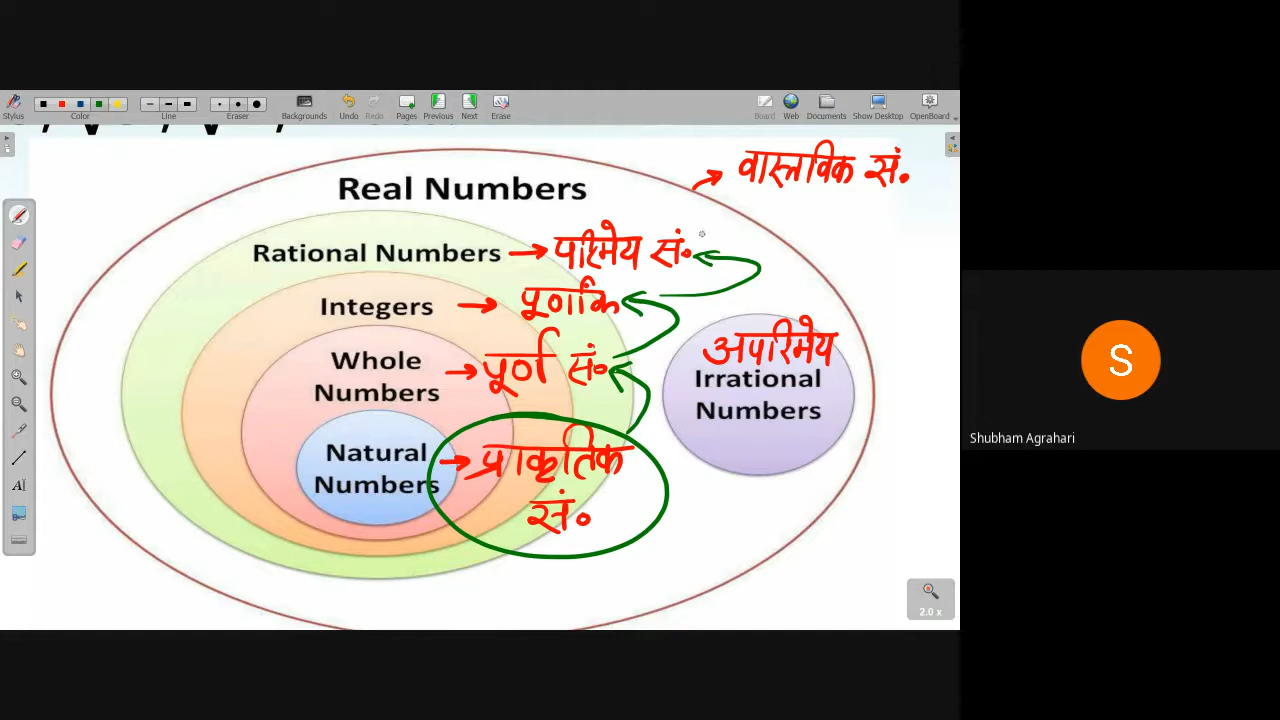 Stylus
Color
Line
Eraser
Backgrounds
Undo
Redo
Pages
Previous
Next
Erase
Board
Web
Documents
Show Desktop
OpenBoard
Real Numbers
वास्तविक सं.
Rational Numbers → परिमेय सं.
Integers → पूर्णांक
Whole
Numbers → पूर्ण सं.
Natural
Numbers → प्राकृतिक
सं.
अपरिमेय
Irrational
Numbers
2.0 x
S
Shubham Agrahari